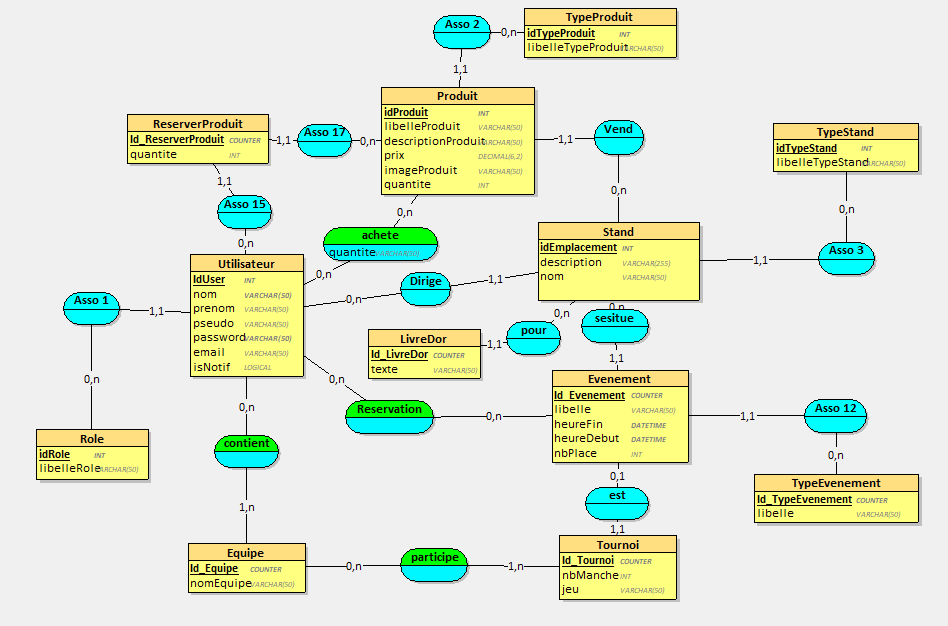 TypeProduit
idTypeProduit INT
libelleTypeProduit VARCHAR(50)
Asso 2
0,n
1,1
Produit
idProduit INT
libelleProduit VARCHAR(50)
descriptionProduit VARCHAR(50)
prix DECIMAL(6,2)
imageProduit VARCHAR(50)
quantite INT
ReserverProduit
Id_ReserverProduit COUNTER
quantite INT
1,1
Asso 17
0,n
1,1
Vend
0,n
TypeStand
idTypeStand INT
libelleTypeStand VARCHAR(50)
0,n
1,1
Asso 15
0,n
0,n
achete
quantite VARCHAR(50)
0,n
Stand
idEmplacement INT
description VARCHAR(255)
nom VARCHAR(50)
1,1
Asso 3
Utilisateur
IdUser INT
nom VARCHAR(50)
prenom VARCHAR(50)
pseudo VARCHAR(50)
password VARCHAR(50)
email VARCHAR(50)
isNotif LOGICAL
0,n
Dirige
1,1
Asso 1
1,1
0,n
0,n
0,n
sesitue
1,1
LivreDor
Id_LivreDor COUNTER
texte VARCHAR(50)
1,1
pour
Evenement
Id_Evenement COUNTER
libelle VARCHAR(50)
heureFin DATETIME
heureDebut DATETIME
nbPlace INT
0,n
Reservation
0,n
1,1
Asso 12
0,n
Role
idRole INT
libelleRole VARCHAR(50)
0,n
contient
1,n
TypeEvenement
Id_TypeEvenement COUNTER
libelle VARCHAR(50)
0,1
est
1,1
Equipe
Id_Equipe COUNTER
nomEquipe VARCHAR(50)
0,n
participe
1,n
Tournoi
Id_Tournoi COUNTER
nbManche INT
jeu VARCHAR(50)